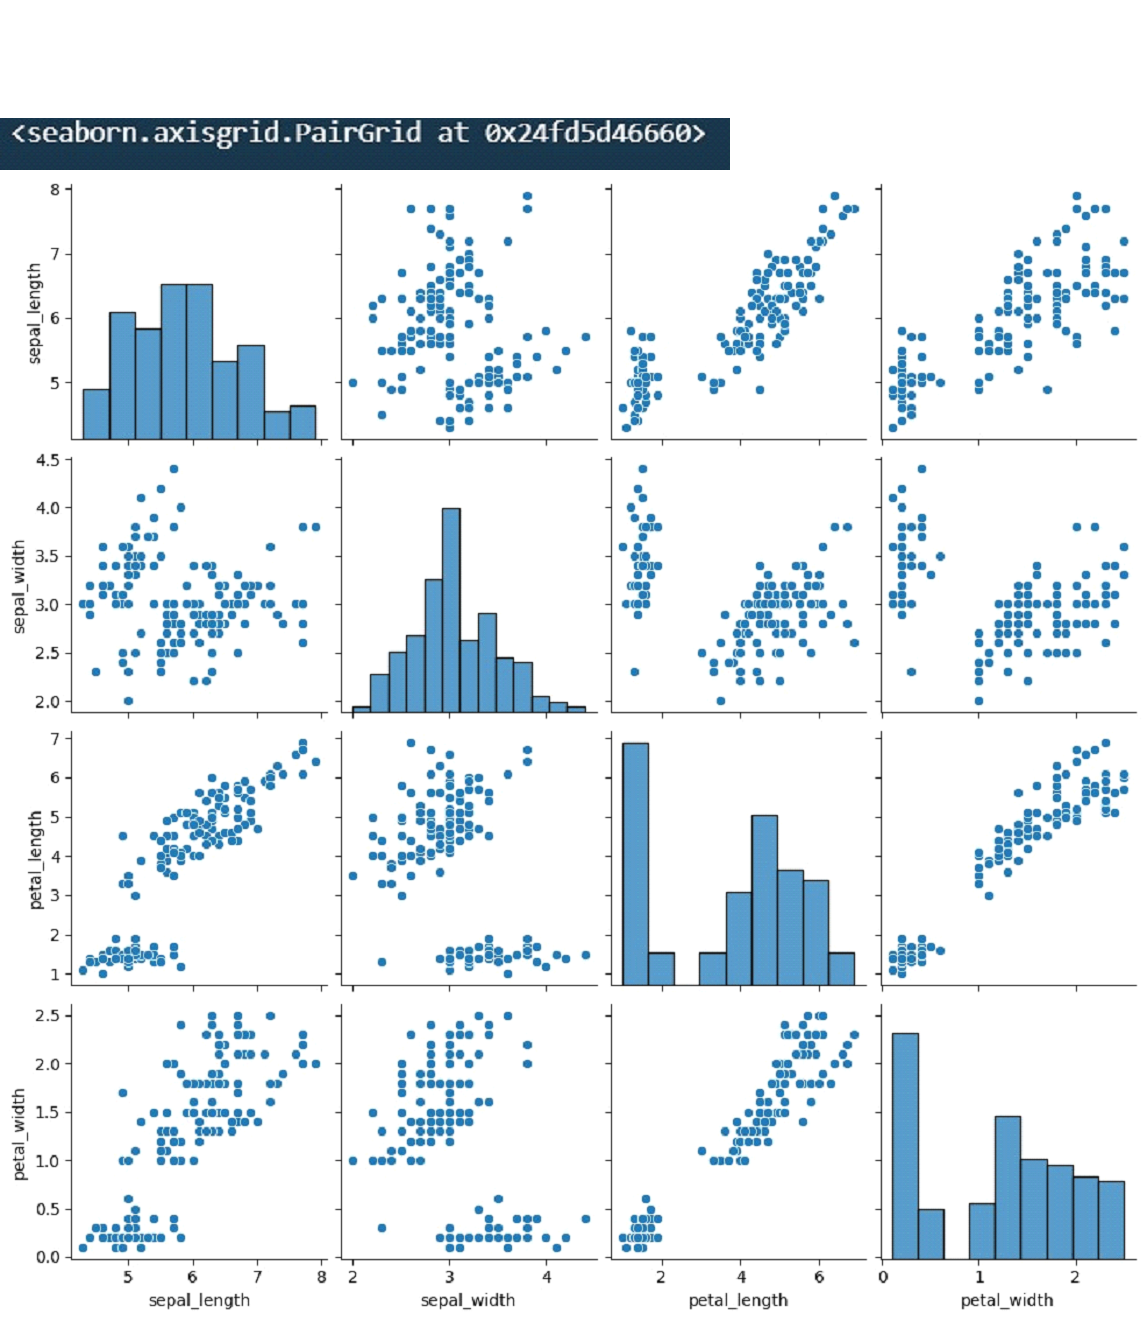 <seaborn.axisgrid.PairGrid at 0x24fd5d46660>
8
7
6
5
sepal_length
4.5
4.0
3.5
3.0
2.5
2.0
sepal_width
7
6
5
4
3
2
1
petal_length
2.5
2.0
1.5
1.0
0.5
0.0
petal_width
5 6 7 8
sepal_length
2 3 4
sepal_width
2 4 6
petal_length
0 1 2
petal_width